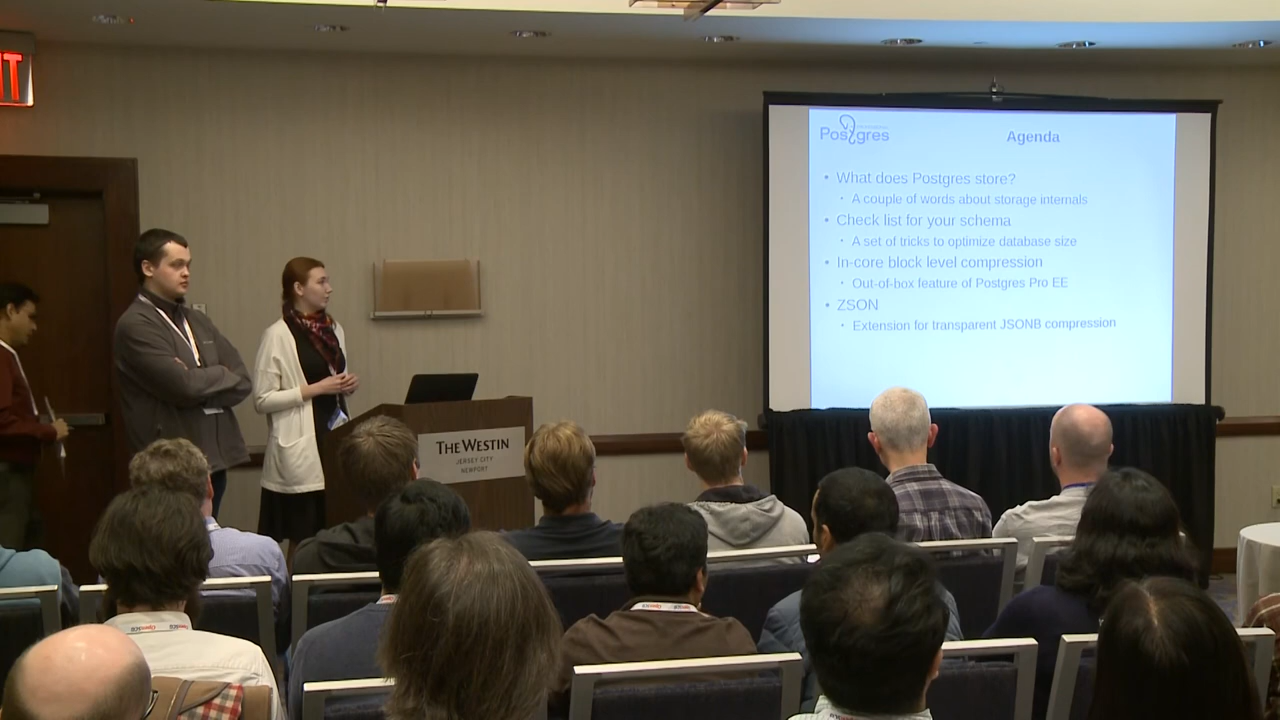 IT
Postgres
Agenda
• What does Postgres store?
• A couple of words about storage internals
• Check list for your schema
• A set of tricks to optimize database size
• In-core block level compression
• Out-of-box feature of Postgres Pro EE
• ZSON
• Extension for transparent JSONB compression
THE WESTIN
JERSEY CITY
NEWPORT